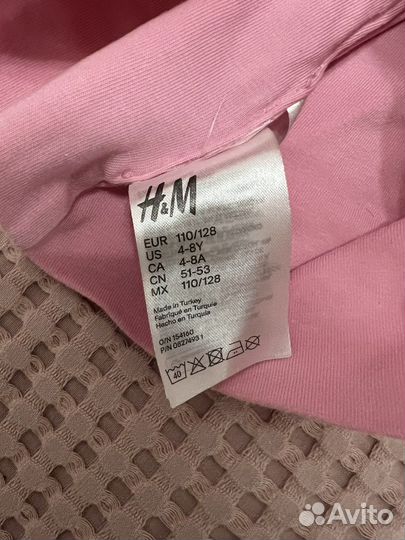 H&M
EUR 110/128
US 4-8Y
CA 4-8A
CN 51-53
MX 110/128
Made in Turkey
Fabriqué en Turquie
Hecho en Turquía
O/N 154160
P/N 0827493 1
40
Avito